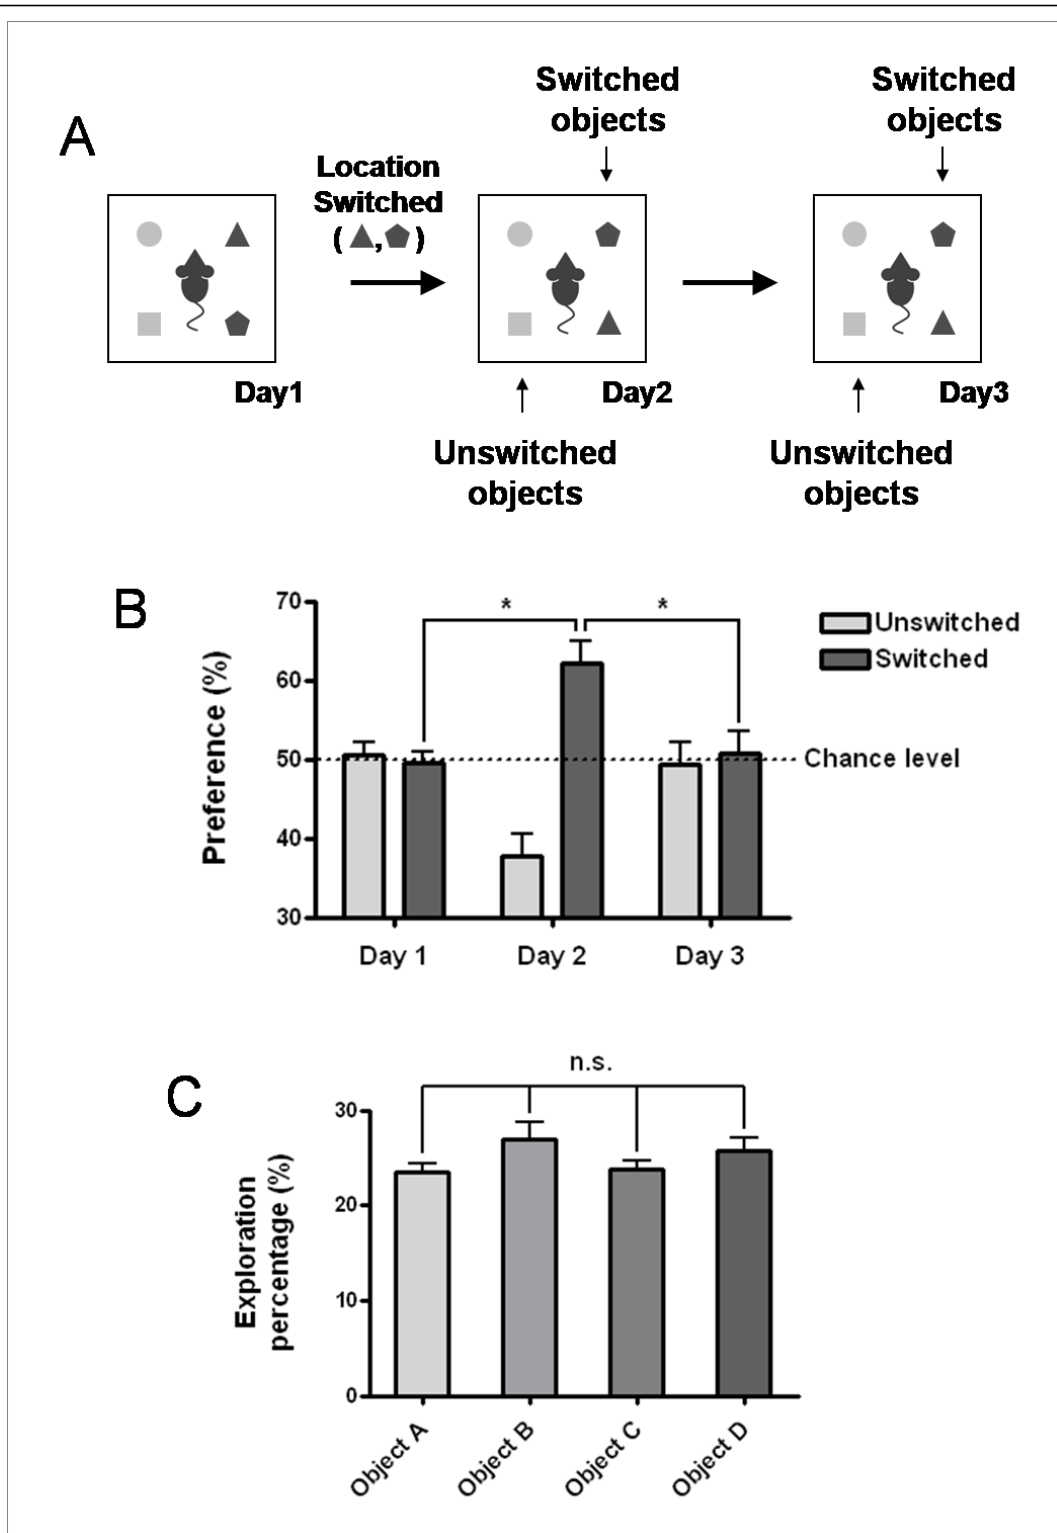 A
Switched
objects
Switched
objects
Location
Switched
( , )
Day1
Day2
Day3
Unswitched
objects
Unswitched
objects
B
Preference (%)
70
60
50
40
30
*
*
Unswitched
Switched
Chance level
Day 1
Day 2
Day 3
C
n.s.
Exploration
percentage (%)
30
20
10
0
Object A
Object B
Object C
Object D